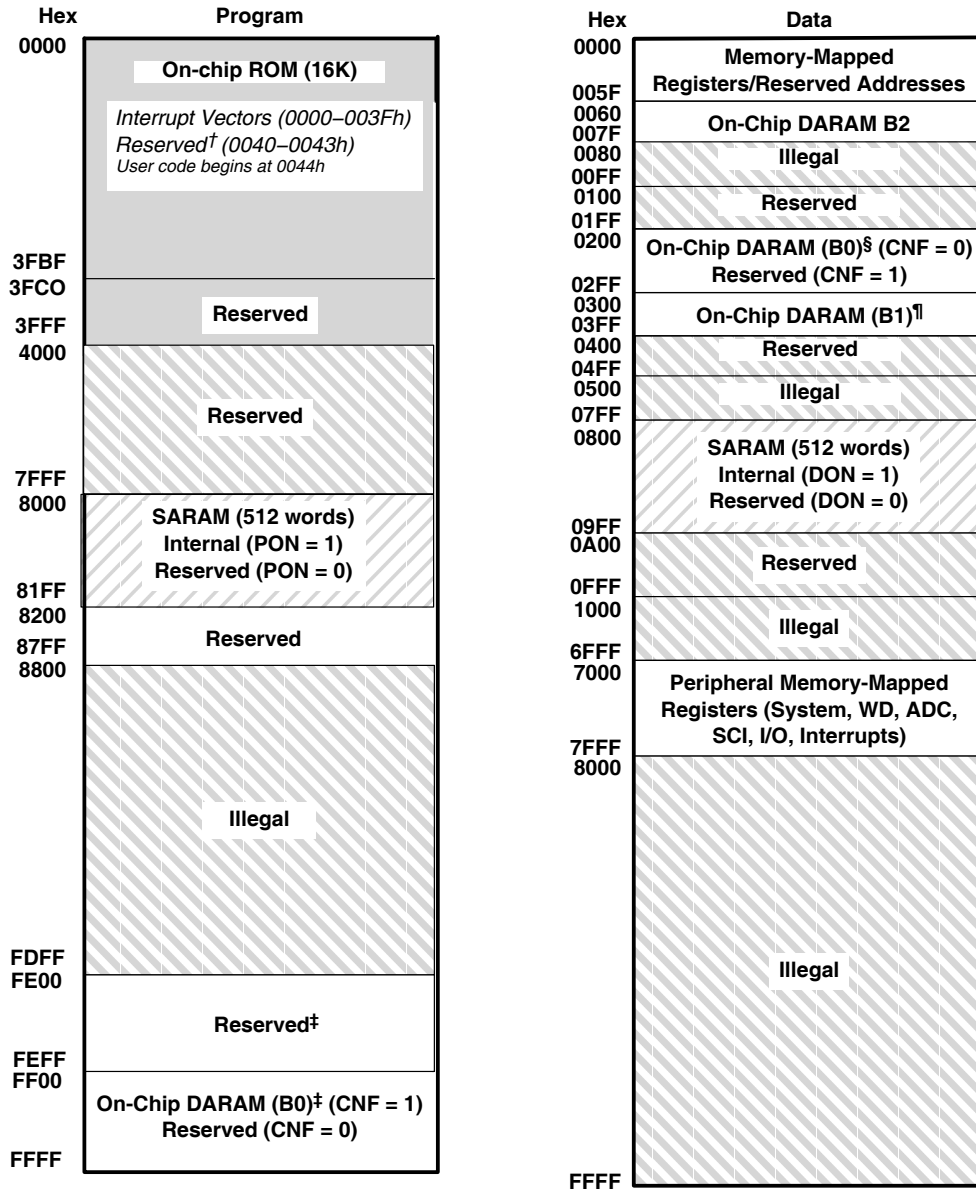 Hex
Program
0000
On-chip ROM (16K)
Interrupt Vectors (0000–003Fh)
Reserved† (0040–0043h)
User code begins at 0044h
3FBF
3FCO
Reserved
3FFF
4000
Reserved
7FFF
8000
SARAM (512 words)
Internal (PON = 1)
Reserved (PON = 0)
81FF
8200
Reserved
87FF
8800
Illegal
FDFF
FE00
Reserved‡
FEFF
FF00
On-Chip DARAM (B0)‡ (CNF = 1)
Reserved (CNF = 0)
FFFF
Hex
Data
0000
Memory-Mapped
Registers/Reserved Addresses
005F
0060
On-Chip DARAM B2
007F
0080
Illegal
00FF
0100
Reserved
01FF
0200
On-Chip DARAM (B0)§ (CNF = 0)
Reserved (CNF = 1)
02FF
0300
On-Chip DARAM (B1)¶
03FF
0400
Reserved
04FF
0500
Illegal
07FF
0800
SARAM (512 words)
Internal (DON = 1)
Reserved (DON = 0)
09FF
0A00
Reserved
0FFF
1000
Illegal
6FFF
7000
Peripheral Memory-Mapped
Registers (System, WD, ADC,
SCI, I/O, Interrupts)
7FFF
8000
Illegal
FFFF